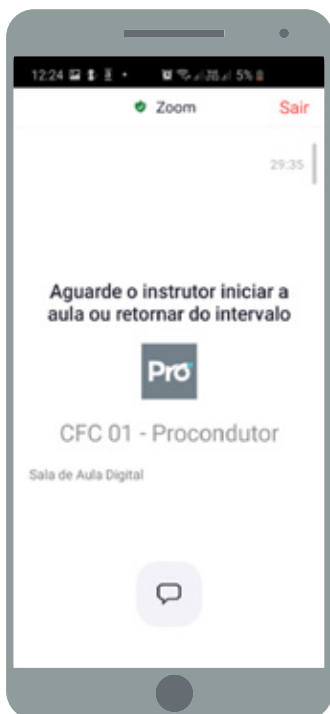 12:24 5%
Zoom Sair
29:35
Aguarde o instrutor iniciar a
aula ou retornar do intervalo
Pro
CFC 01 - Procondutor
Sala de Aula Digital